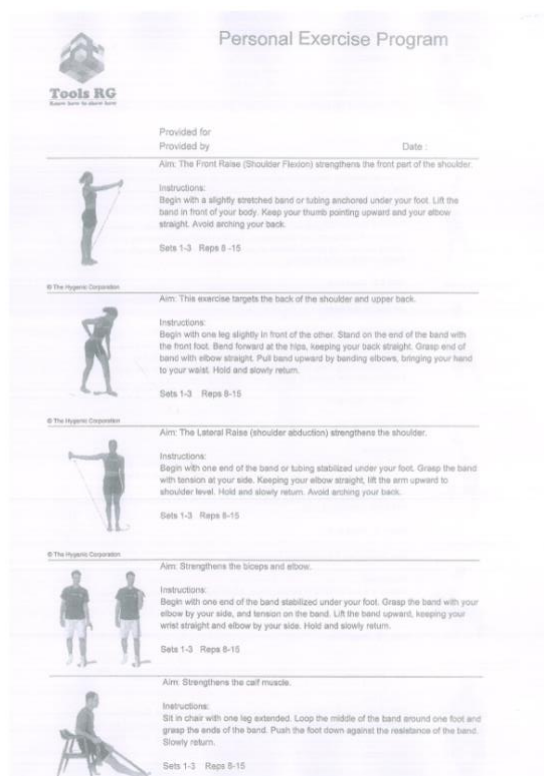 Personal Exercise Program
Tools RG
Provided for
Provided by
Date :
Aim: The Front Raise (Shoulder Flexion) strengthens the front part of the shoulder.
Instructions:
Begin with a slightly stretched band or tubing anchored under your foot. Lift the
band in front of your body. Keep your thumb pointing upward and your elbow
straight. Avoid arching your back.
Sets 1-3 Reps 8 -15
© The Hygenic Corporation
Aim: This exercise targets the back of the shoulder and upper back.
Instructions:
Begin with one leg slightly in front of the other. Stand on the end of the band with
the front foot. Bend forward at the hips, keeping your back straight. Grasp end of
band with elbow straight. Pull band upward by banding elbows, bringing your hand
to your waist. Hold and slowly return.
Sets 1-3 Reps 8-15
© The Hygenic Corporation
Aim: The Lateral Raise (shoulder abduction) strengthens the shoulder.
Instructions:
Begin with one end of the band or tubing stabilized under your foot. Grasp the band
with tension at your side. Keeping your elbow straight, lift the arm upward to
shoulder level. Hold and slowly return. Avoid arching your back.
Sets 1-3 Reps 8-15
© The Hygenic Corporation
Aim: Strengthens the biceps and elbow.
Instructions:
Begin with one end of the band stabilized under your foot. Grasp the band with your
elbow by your side, and tension on the band. Lift the band upward, keeping your
wrist straight and elbow by your side. Hold and slowly return.
Sets 1-3 Reps 8-15
Aim: Strengthens the calf muscle.
Instructions:
Sit in chair with one leg extended. Loop the middle of the band around one foot and
grasp the ends of the band. Push the foot down against the resistance of the band.
Slowly return.
Sets 1-3 Reps 8-15